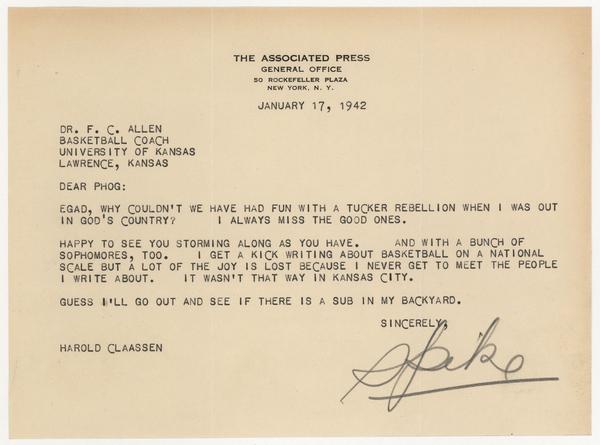 THE ASSOCIATED PRESS
GENERAL OFFICE
50 ROCKEFELLER PLAZA
NEW YORK, N. Y.
JANUARY 17, 1942
DR. F. C. ALLEN
BASKETBALL COACH
UNIVERSITY OF KANSAS
LAWRENCE, KANSAS
DEAR PHOG:
EGAD, WHY COULDN'T WE HAVE HAD FUN WITH A TUCKER REBELLION WHEN I WAS OUT
IN GOD'S COUNTRY? I ALWAYS MISS THE GOOD ONES.
HAPPY TO SEE YOU STORMING ALONG AS YOU HAVE. AND WITH A BUNCH OF
SOPHOMORES, TOO. I GET A KICK WRITING ABOUT BASKETBALL ON A NATIONAL
SCALE BUT A LOT OF THE JOY IS LOST BECAUSE I NEVER GET TO MEET THE PEOPLE
I WRITE ABOUT. IT WASN'T THAT WAY IN KANSAS CITY.
GUESS I'LL GO OUT AND SEE IF THERE IS A SUB IN MY BACKYARD.
SINCERELY,
Spike
HAROLD CLAASSEN